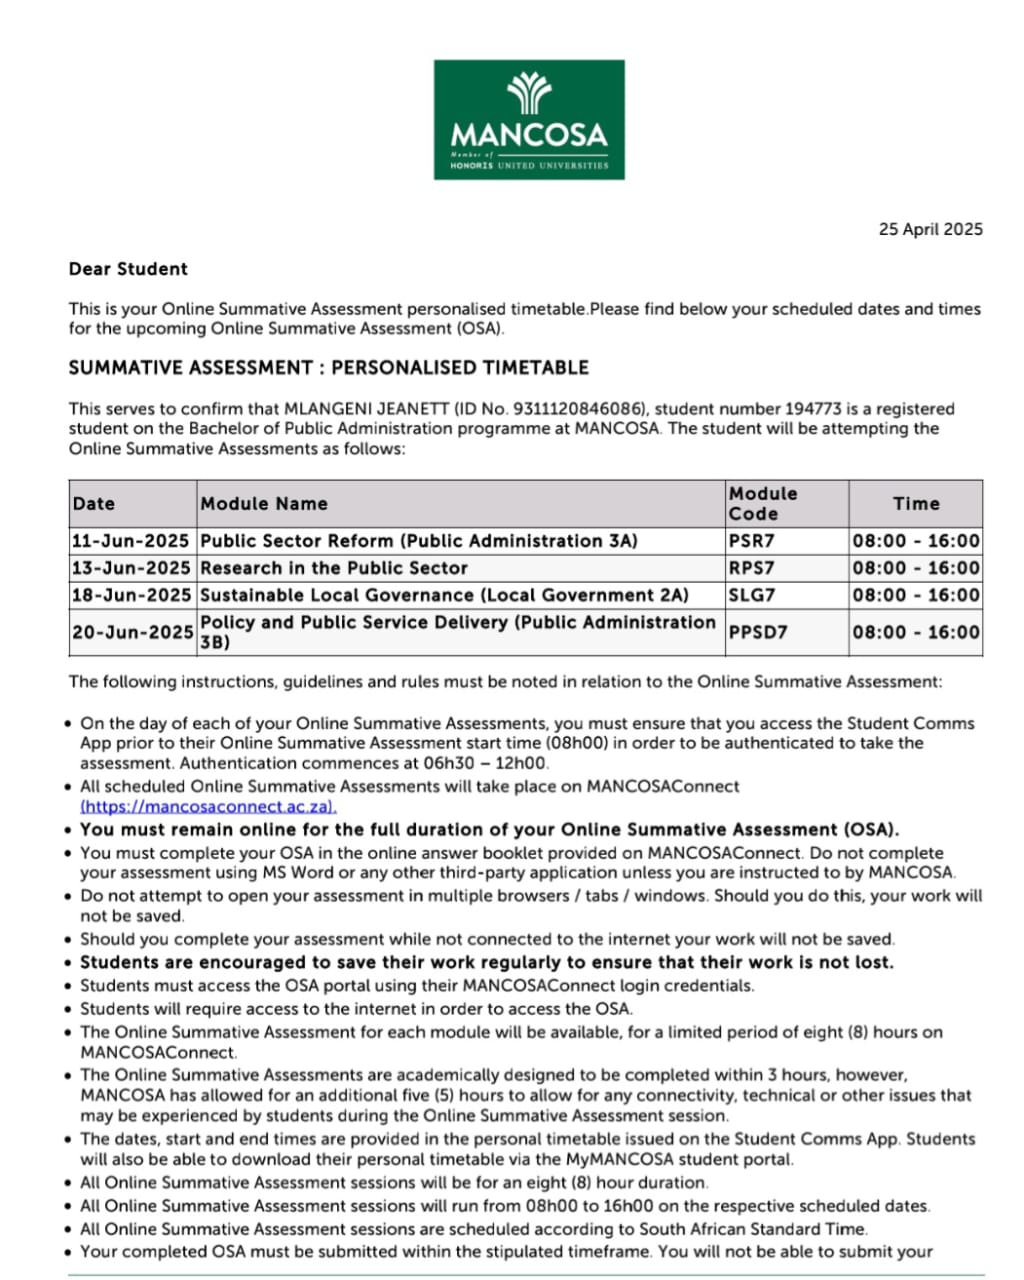 MANCOSA
Member of
HONORIS UNITED UNIVERSITIES
25 April 2025
Dear Student
This is your Online Summative Assessment personalised timetable.Please find below your scheduled dates and times
for the upcoming Online Summative Assessment (OSA).
SUMMATIVE ASSESSMENT : PERSONALISED TIMETABLE
This serves to confirm that MLANGENI JEANETT (ID No. 9311120846086), student number 194773 is a registered
student on the Bachelor of Public Administration programme at MANCOSA. The student will be attempting the
Online Summative Assessments as follows:
Date Module Name Module Code Time
11-Jun-2025 Public Sector Reform (Public Administration 3A) PSR7 08:00 - 16:00
13-Jun-2025 Research in the Public Sector RPS7 08:00 - 16:00
18-Jun-2025 Sustainable Local Governance (Local Government 2A) SLG7 08:00 - 16:00
20-Jun-2025 Policy and Public Service Delivery (Public Administration 3B) PPSD7 08:00 - 16:00
The following instructions, guidelines and rules must be noted in relation to the Online Summative Assessment:
• On the day of each of your Online Summative Assessments, you must ensure that you access the Student Comms
App prior to their Online Summative Assessment start time (08h00) in order to be authenticated to take the
assessment. Authentication commences at 06h30 – 12h00.
• All scheduled Online Summative Assessments will take place on MANCOSAConnect
(https://mancosaconnect.ac.za).
• You must remain online for the full duration of your Online Summative Assessment (OSA).
• You must complete your OSA in the online answer booklet provided on MANCOSAConnect. Do not complete
your assessment using MS Word or any other third-party application unless you are instructed to by MANCOSA.
• Do not attempt to open your assessment in multiple browsers / tabs / windows. Should you do this, your work will
not be saved.
• Should you complete your assessment while not connected to the internet your work will not be saved.
• Students are encouraged to save their work regularly to ensure that their work is not lost.
• Students must access the OSA portal using their MANCOSAConnect login credentials.
• Students will require access to the internet in order to access the OSA.
• The Online Summative Assessment for each module will be available, for a limited period of eight (8) hours on
MANCOSAConnect.
• The Online Summative Assessments are academically designed to be completed within 3 hours, however,
MANCOSA has allowed for an additional five (5) hours to allow for any connectivity, technical or other issues that
may be experienced by students during the Online Summative Assessment session.
• The dates, start and end times are provided in the personal timetable issued on the Student Comms App. Students
will also be able to download their personal timetable via the MyMANCOSA student portal.
• All Online Summative Assessment sessions will be for an eight (8) hour duration.
• All Online Summative Assessment sessions will run from 08h00 to 16h00 on the respective scheduled dates.
• All Online Summative Assessment sessions are scheduled according to South African Standard Time.
• Your completed OSA must be submitted within the stipulated timeframe. You will not be able to submit your